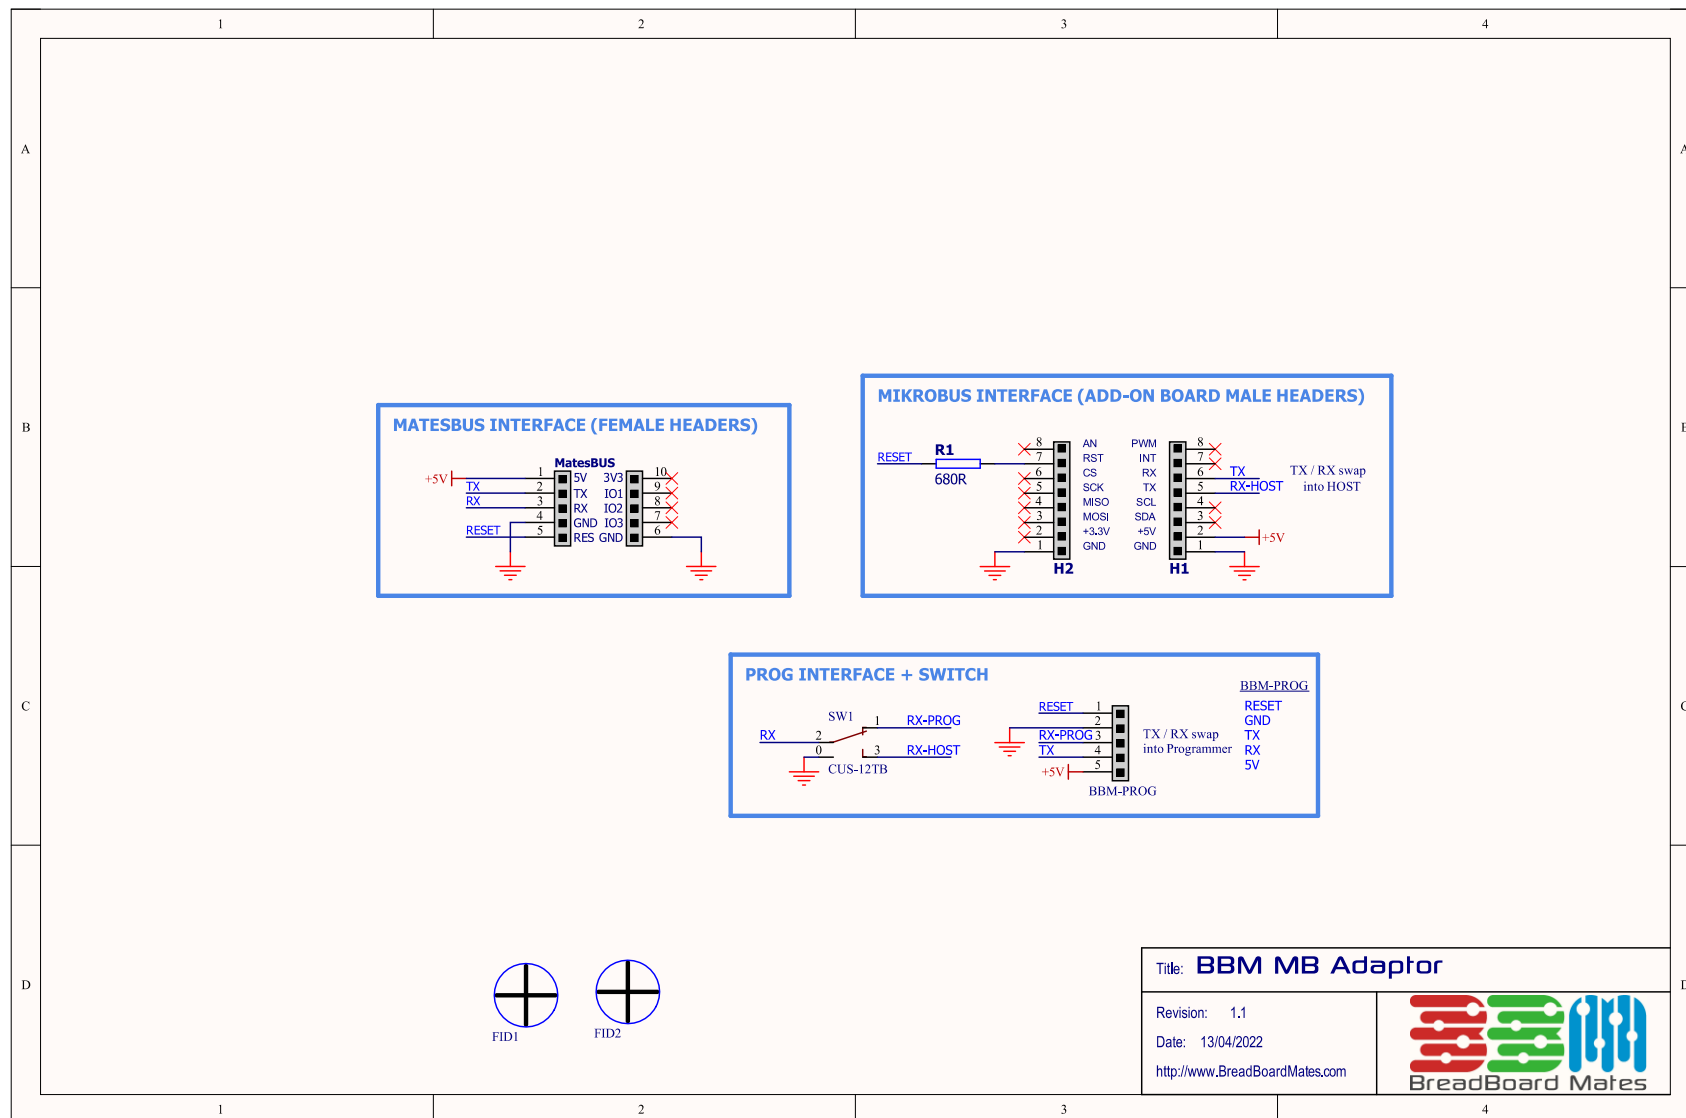 1 2 3 4
A A
B B
C C
D D
MATESBUS INTERFACE (FEMALE HEADERS)
MatesBUS
+5V 1 5V 3V3 10
TX 2 TX IO1 9
RX 3 RX IO2 8
4 GND IO3 7
RESET 5 RES GND 6
MIKROBUS INTERFACE (ADD-ON BOARD MALE HEADERS)
8 AN PWM 8
RESET R1 7 RST INT 7
680R 6 CS RX 6 TX TX / RX swap
5 SCK TX 5 RX-HOST into HOST
4 MISO SCL 4
3 MOSI SDA 3
2 +3.3V +5V 2 +5V
1 GND GND 1
H2 H1
PROG INTERFACE + SWITCH
SW1
1 RX-PROG
RX 2
0 3 RX-HOST
CUS-12TB
RESET 1
2
RX-PROG 3 TX / RX swap
TX 4 into Programmer
+5V 5
BBM-PROG
BBM-PROG
RESET
GND
TX
RX
5V
FID1 FID2
Title: BBM MB Adaptor
Revision: 1.1
Date: 13/04/2022
http://www.BreadBoardMates.com
BreadBoard Mates
1 2 3 4